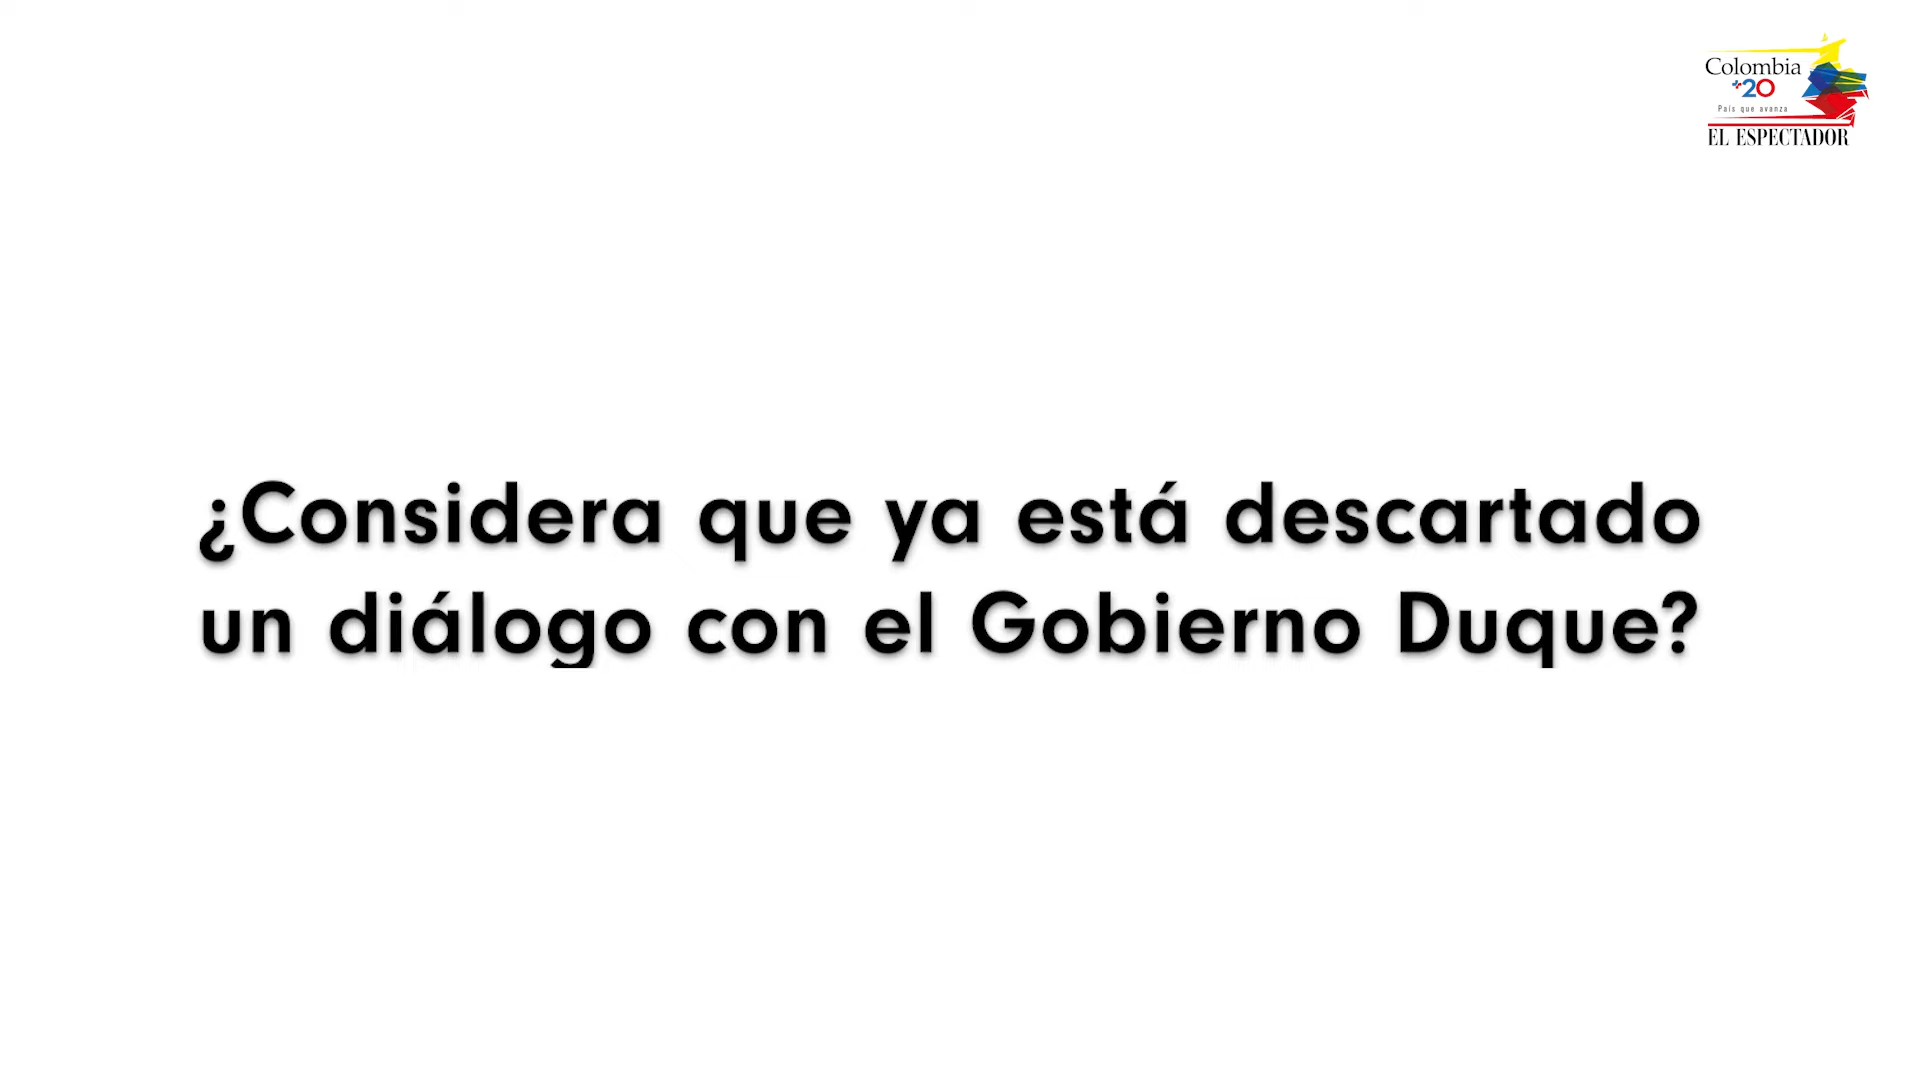 Colombia
+20
País que avanza
EL ESPECTADOR
¿Considera que ya está descartado
un diálogo con el Gobierno Duque?